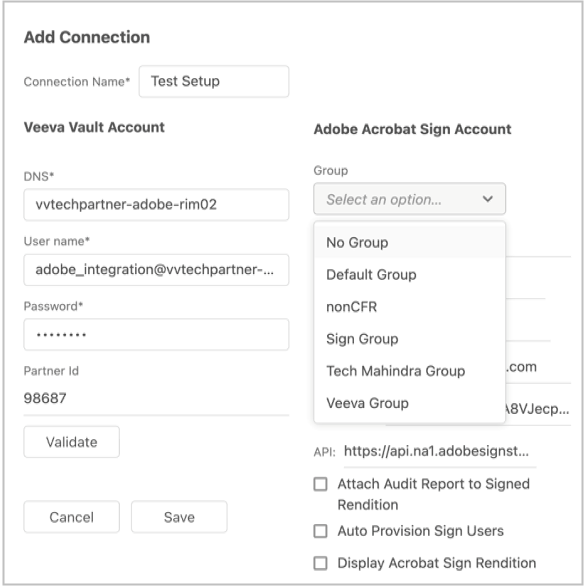 Add Connection
Connection Name* Test Setup
Veeva Vault Account
DNS*
vvtechpartner-adobe-rim02
User name*
adobe_integration@vvtechpartner-...
Password*
••••••••
Partner Id
98687
Validate
Cancel Save
Adobe Acrobat Sign Account
Group
Select an option...
No Group
Default Group
nonCFR
Sign Group
Tech Mahindra Group
Veeva Group
.com
A8VJecp...
API: https://api.na1.adobesignst...
Attach Audit Report to Signed
Rendition
Auto Provision Sign Users
Display Acrobat Sign Rendition